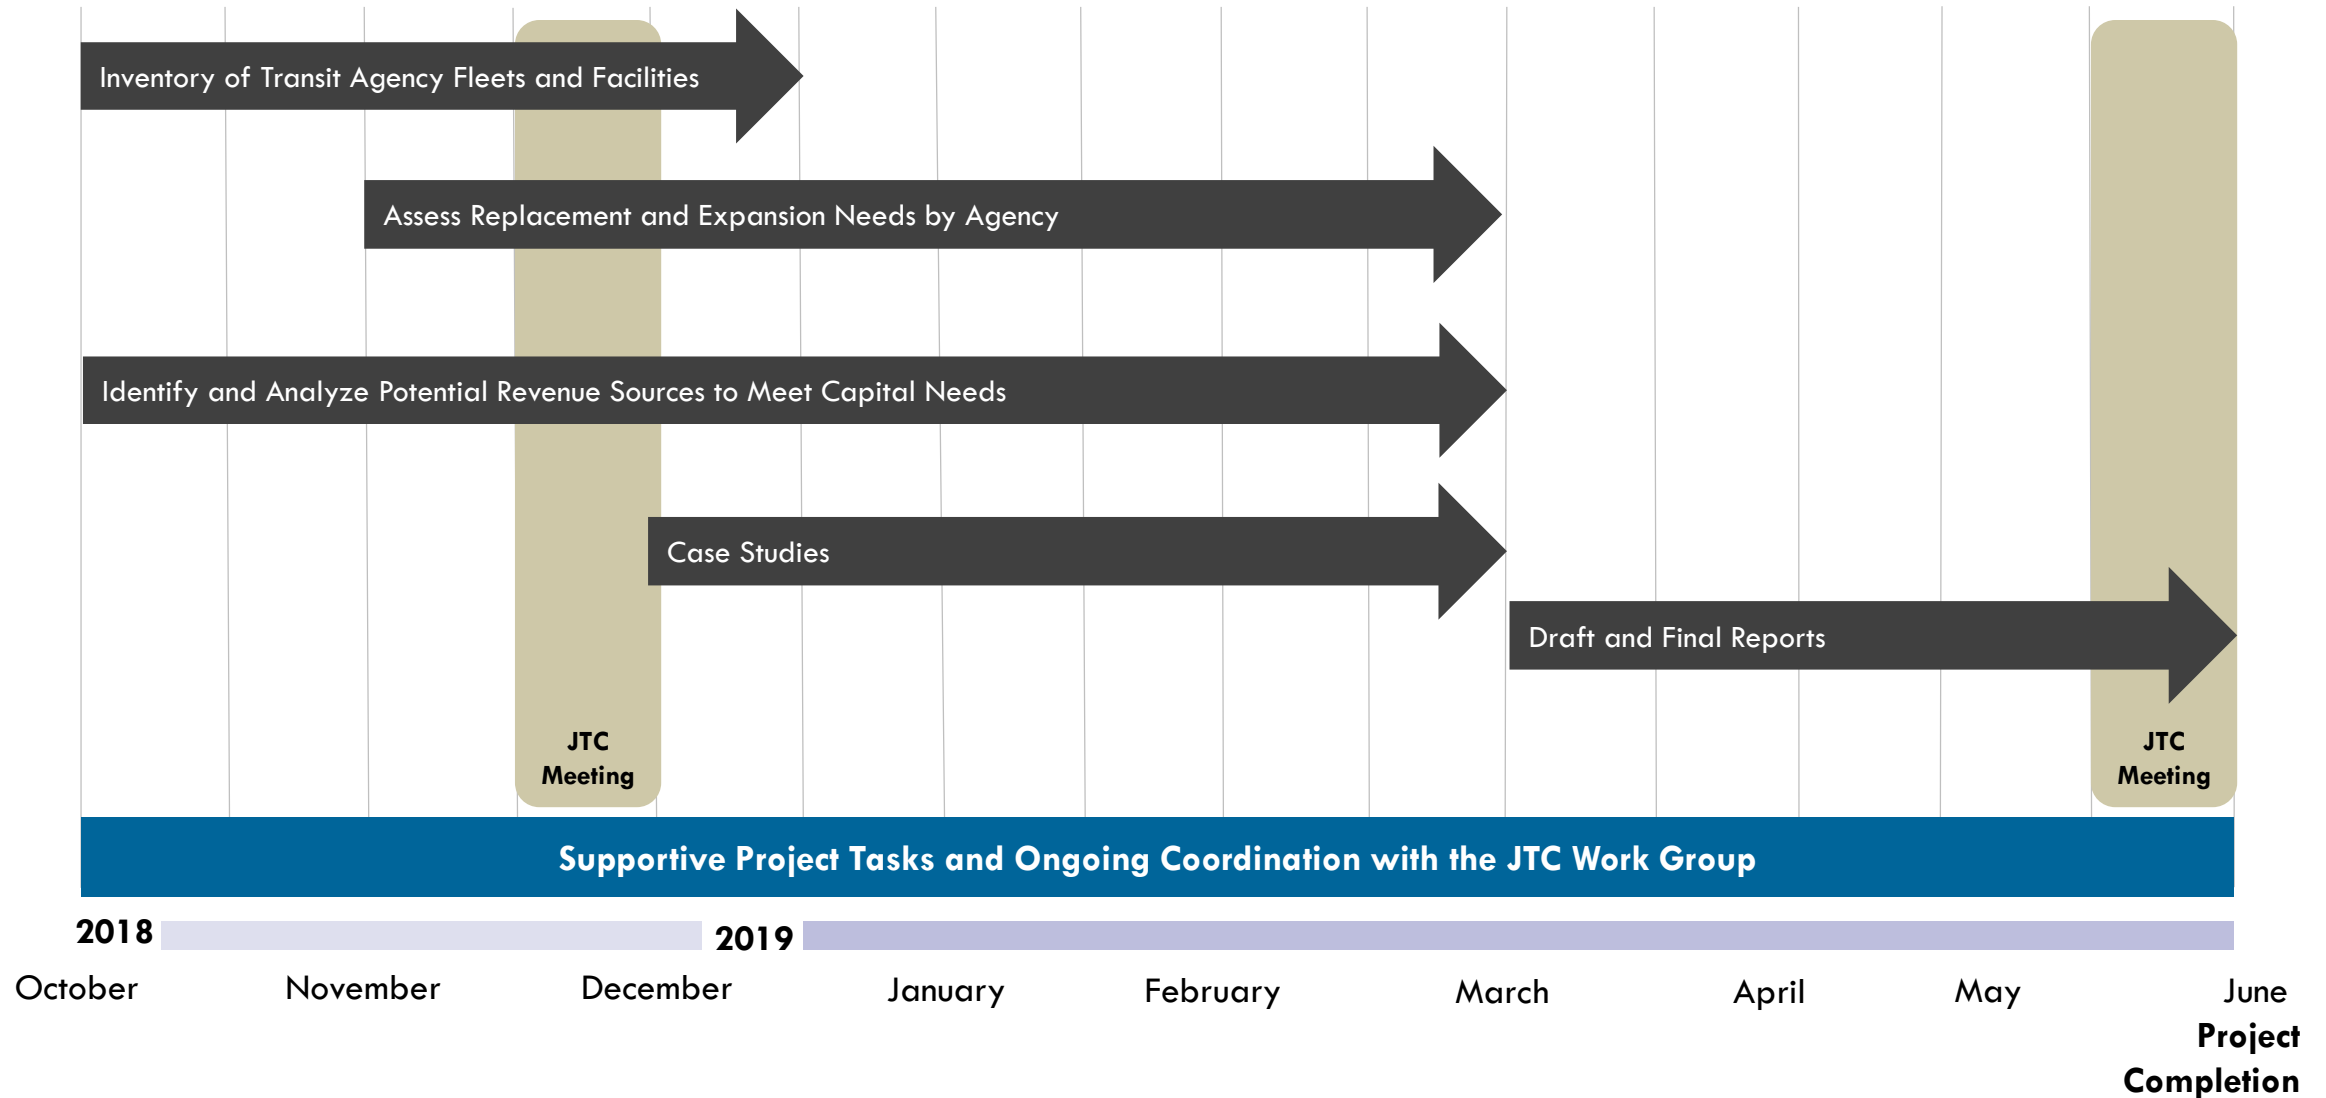 Inventory of Transit Agency Fleets and Facilities
Assess Replacement and Expansion Needs by Agency
Identify and Analyze Potential Revenue Sources to Meet Capital Needs
Case Studies
Draft and Final Reports
JTC
Meeting
JTC
Meeting
Supportive Project Tasks and Ongoing Coordination with the JTC Work Group
2018
2019
October
November
December
January
February
March
April
May
June
Project
Completion